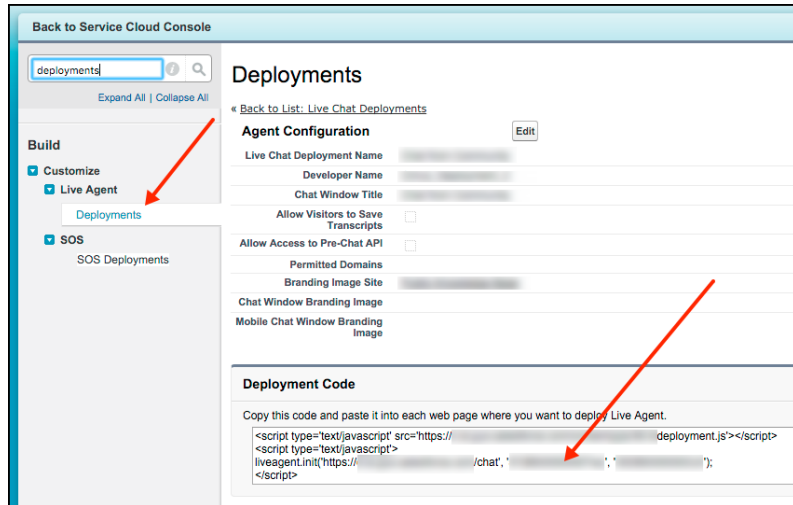 Back to Service Cloud Console
deployments
Expand All | Collapse All
Build
Customize
Live Agent
Deployments
SOS
SOS Deployments
Deployments
« Back to List: Live Chat Deployments
Agent Configuration
Edit
Live Chat Deployment Name
Developer Name
Chat Window Title
Allow Visitors to Save
Transcripts
Allow Access to Pre-Chat API
Permitted Domains
Branding Image Site
Chat Window Branding Image
Mobile Chat Window Branding
Image
Deployment Code
Copy this code and paste it into each web page where you want to deploy Live Agent.
<script type='text/javascript' src='https:// deployment.js'></script>
<script type='text/javascript'>
liveagent.init('https:// /chat', ' ', ' ');
</script>